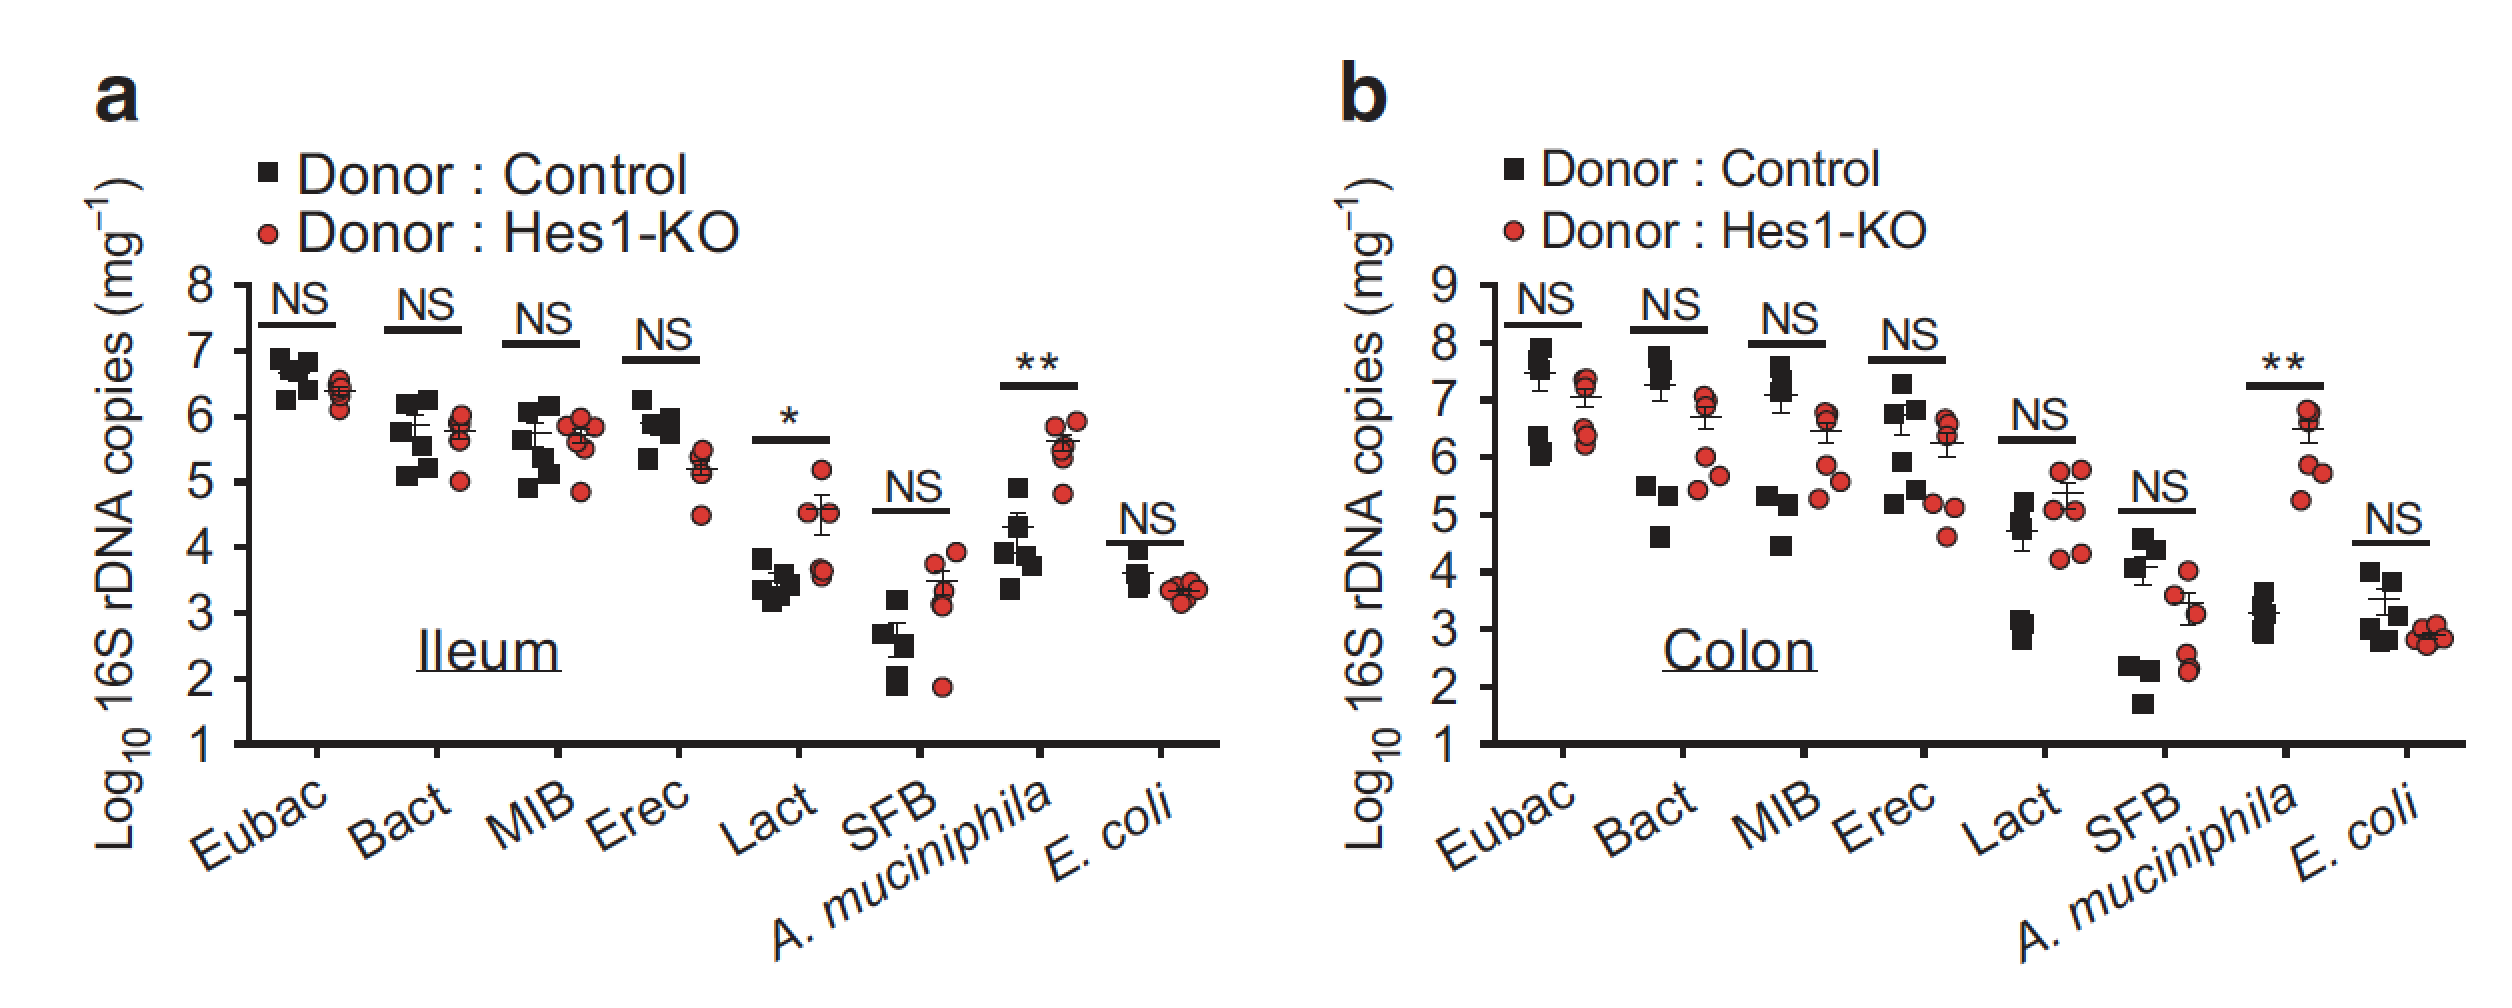 a
Donor : Control
Donor : Hes1-KO
Log10 16S rDNA copies (mg−1)
8
7
6
5
4
3
2
1
NS
NS
NS
NS
*
NS
**
NS
Ileum
Eubac
Bact
MIB
Erec
Lact
SFB
A. muciniphila
E. coli
b
Donor : Control
Donor : Hes1-KO
Log10 16S rDNA copies (mg−1)
9
8
7
6
5
4
3
2
1
NS
NS
NS
NS
NS
NS
**
NS
Colon
Eubac
Bact
MIB
Erec
Lact
SFB
A. muciniphila
E. coli